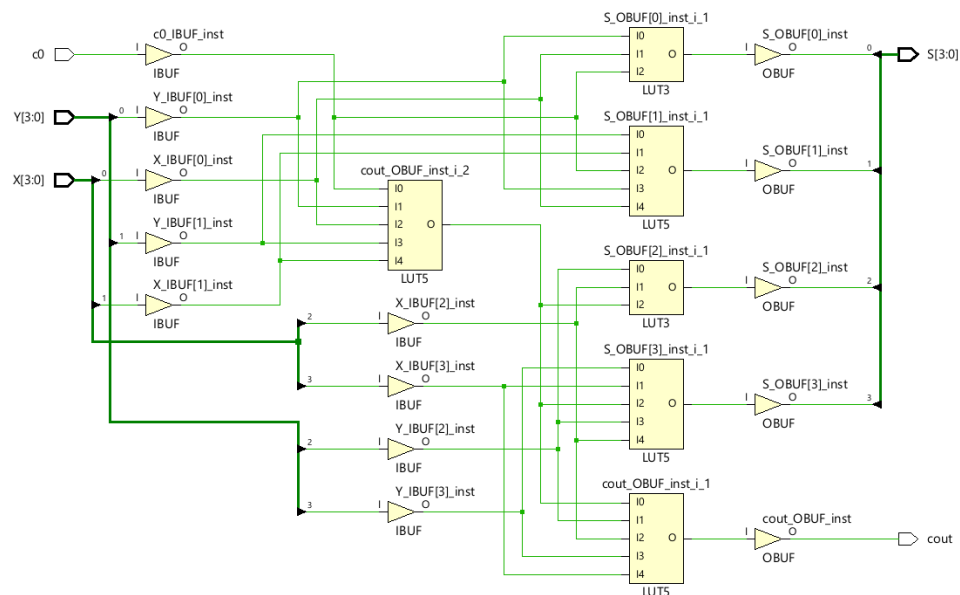 c0
I
c0_IBUF_inst
O
IBUF
Y[3:0]
0
I
Y_IBUF[0]_inst
O
IBUF
X[3:0]
0
I
X_IBUF[0]_inst
O
IBUF
1
I
Y_IBUF[1]_inst
O
IBUF
1
I
X_IBUF[1]_inst
O
IBUF
cout_OBUF_inst_i_2
I0
I1
I2
O
I3
I4
LUT5
2
I
X_IBUF[2]_inst
O
IBUF
3
I
X_IBUF[3]_inst
O
IBUF
2
I
Y_IBUF[2]_inst
O
IBUF
3
I
Y_IBUF[3]_inst
O
IBUF
S_OBUF[0]_inst_i_1
I0
I1
O
I2
LUT3
S_OBUF[1]_inst_i_1
I0
I1
I2
O
I3
I4
LUT5
S_OBUF[2]_inst_i_1
I0
I1
O
I2
LUT3
S_OBUF[3]_inst_i_1
I0
I1
I2
O
I3
I4
LUT5
cout_OBUF_inst_i_1
I0
I1
I2
O
I3
I4
LUT5
S_OBUF[0]_inst
I
O
OBUF
0
S[3:0]
S_OBUF[1]_inst
I
O
OBUF
1
S_OBUF[2]_inst
I
O
OBUF
2
S_OBUF[3]_inst
I
O
OBUF
3
cout_OBUF_inst
I
O
OBUF
cout